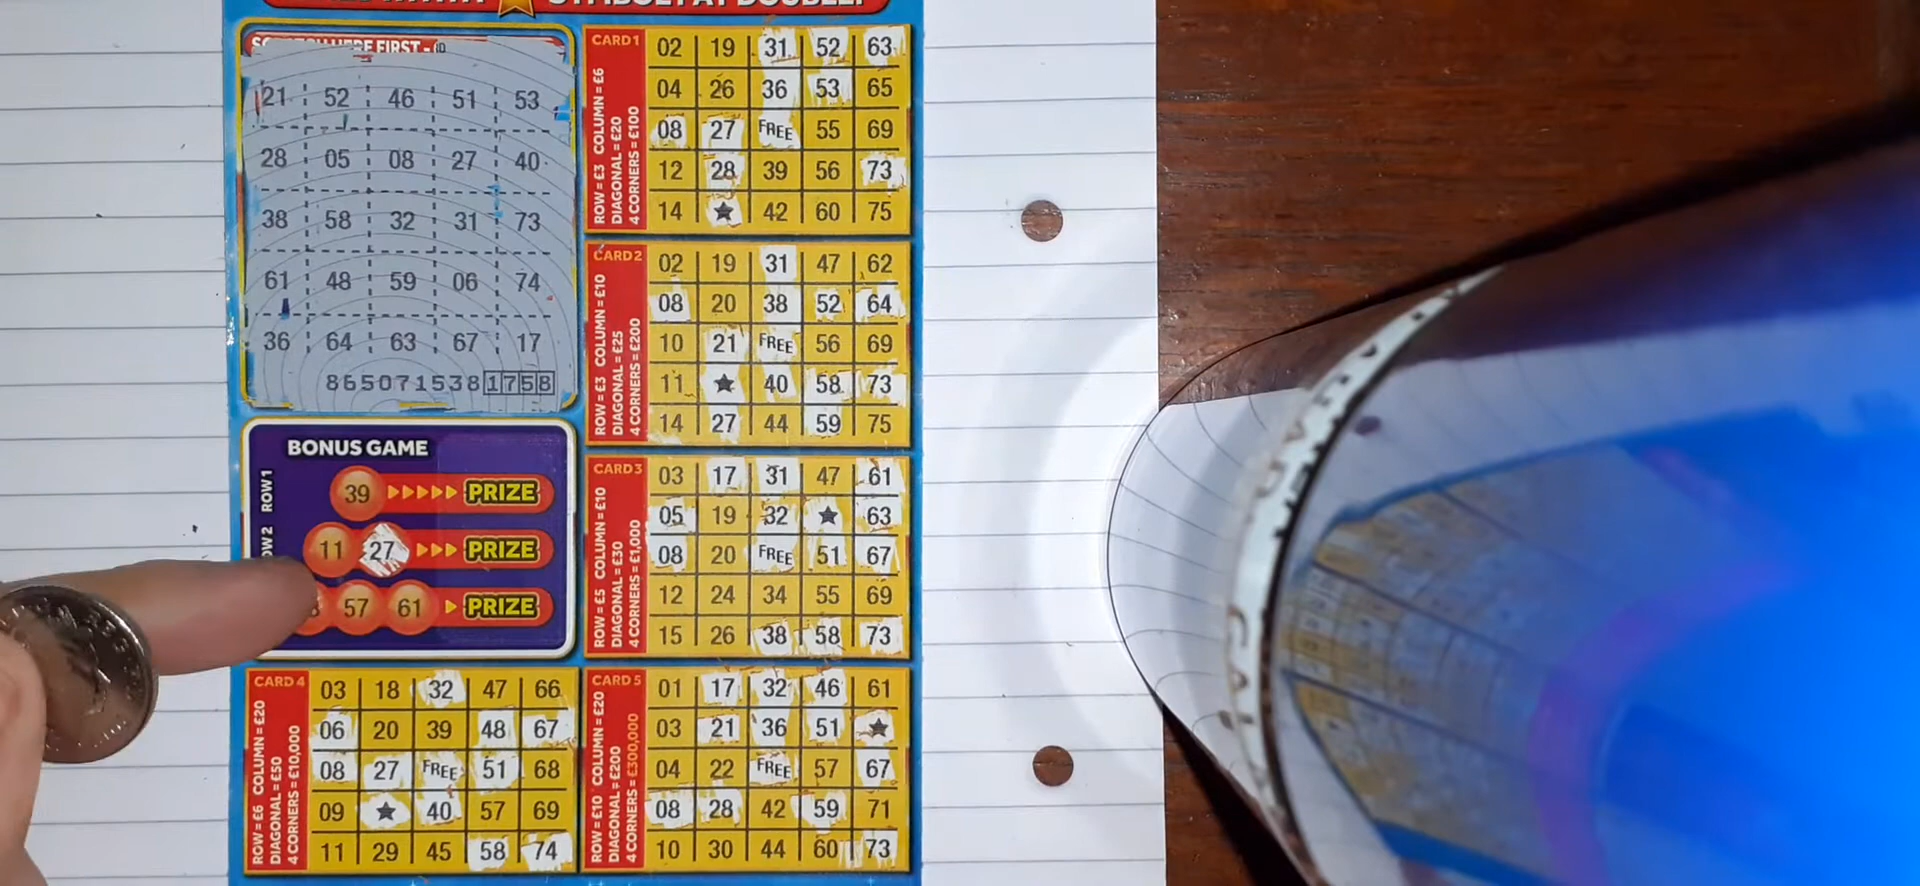 SYMBOL PAY DOUBLE!
SCRATCH HERE FIRST -
21 52 46 51 53
28 05 08 27 40
38 58 32 31 73
61 48 59 06 74
36 64 63 67 17
8650715381758
BONUS GAME
ROW 1
39 PRIZE
ROW 2
11 27 PRIZE
57 61 PRIZE
CARD 1
ROW = £3 COLUMN = £6
DIAGONAL = £20
4 CORNERS = £100
02 19 31 52 63
04 26 36 53 65
08 27 FREE 55 69
12 28 39 56 73
14 ★ 42 60 75
CARD 2
ROW = £3 COLUMN = £10
DIAGONAL = £25
4 CORNERS = £200
02 19 31 47 62
08 20 38 52 64
10 21 FREE 56 69
11 ★ 40 58 73
14 27 44 59 75
CARD 3
ROW = £5 COLUMN = £10
DIAGONAL = £30
4 CORNERS = £1,000
03 17 31 47 61
05 19 32 ★ 63
08 20 FREE 51 67
12 24 34 55 69
15 26 38 58 73
CARD 4
ROW = £6 COLUMN = £20
DIAGONAL = £50
4 CORNERS = £10,000
03 18 32 47 66
06 20 39 48 67
08 27 FREE 51 68
09 ★ 40 57 69
11 29 45 58 74
CARD 5
ROW = £10 COLUMN = £20
DIAGONAL = £200
4 CORNERS = £300,000
01 17 32 46 61
03 21 36 51 ★
04 22 FREE 57 67
08 28 42 59 71
10 30 44 60 73